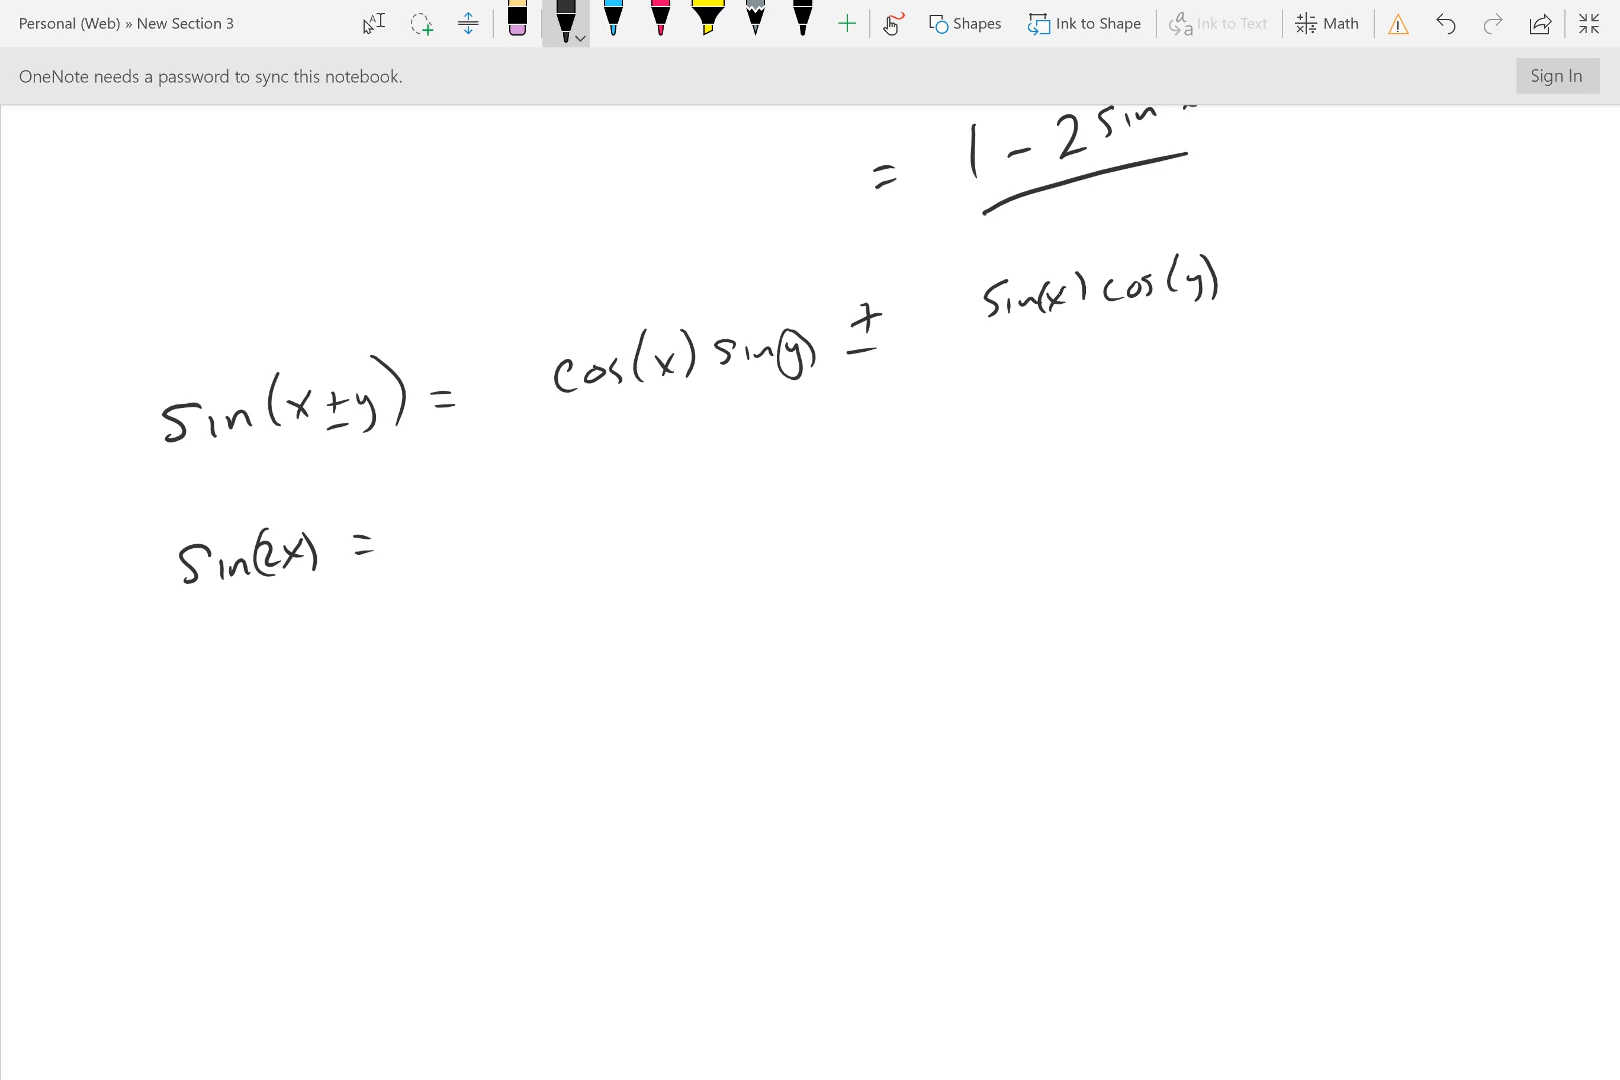 Personal (Web) » New Section 3
Shapes
Ink to Shape
Ink to Text
Math
OneNote needs a password to sync this notebook.
Sign In
= 1 - 2 sin
sin(x ± y) = cos(x) sin(y) ± sin(x) cos(y)
sin(2x) =